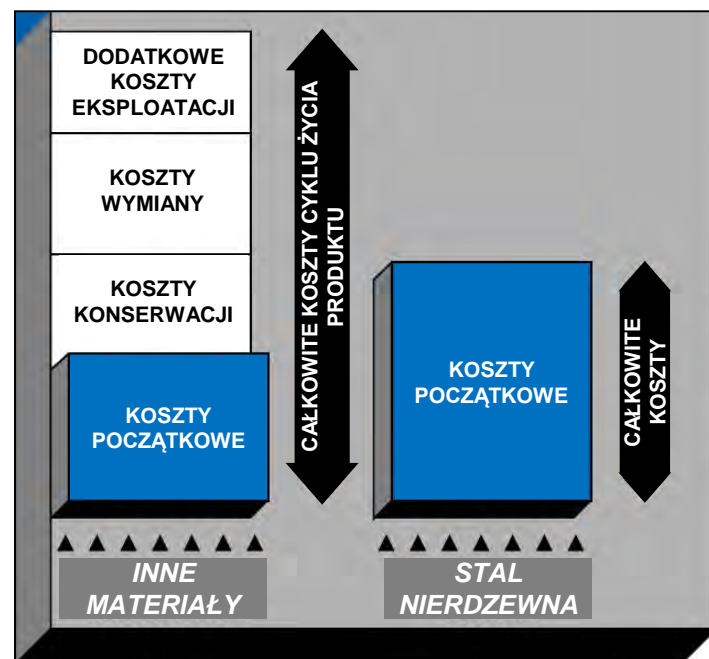 DODATKOWE
KOSZTY
EKSPLOATACJI
KOSZTY
WYMIANY
KOSZTY
KONSERWACJI
KOSZTY
POCZĄTKOWE
CAŁKOWITE KOSZTY CYKLU ŻYCIA
PRODUKTU
KOSZTY
POCZĄTKOWE
CAŁKOWITE
KOSZTY
INNE
MATERIAŁY
STAL
NIERDZEWNA